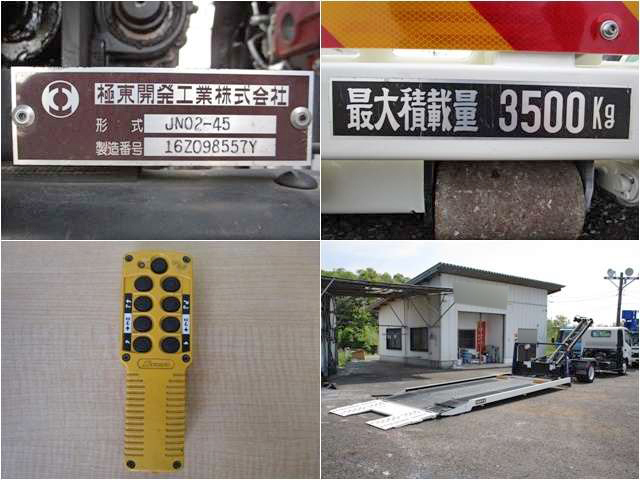 極東開発工業株式会社
形式 JN02-45
製造番号 16Z098557Y
最大積載量 3500Kg